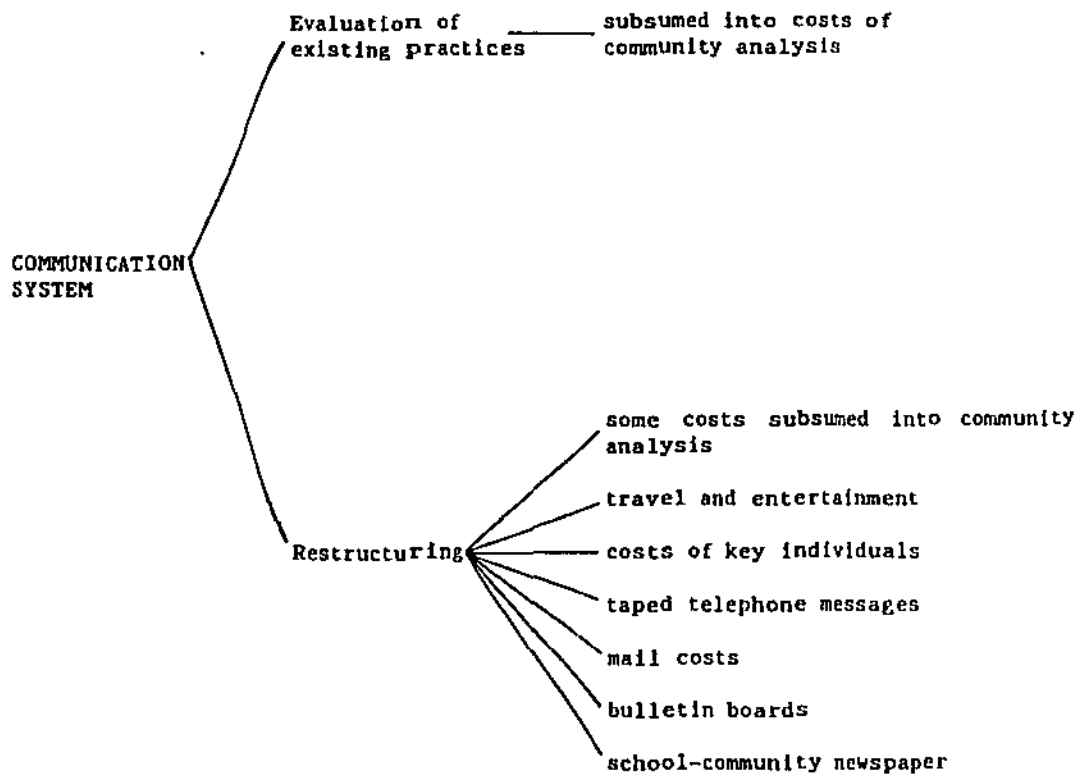 Evaluation of
existing practices
subsumed into costs of
community analysis
COMMUNICATION
SYSTEM
some costs subsumed into community
analysis
travel and entertainment
Restructuring
costs of key individuals
taped telephone messages
mail costs
bulletin boards
school-community newspaper